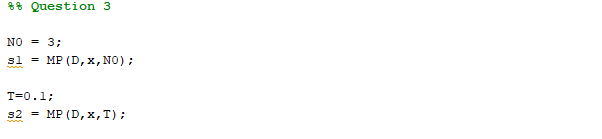 %% Question 3
N0 = 3;
s1 = MP(D,x,N0);
T=0.1;
s2 = MP(D,x,T);